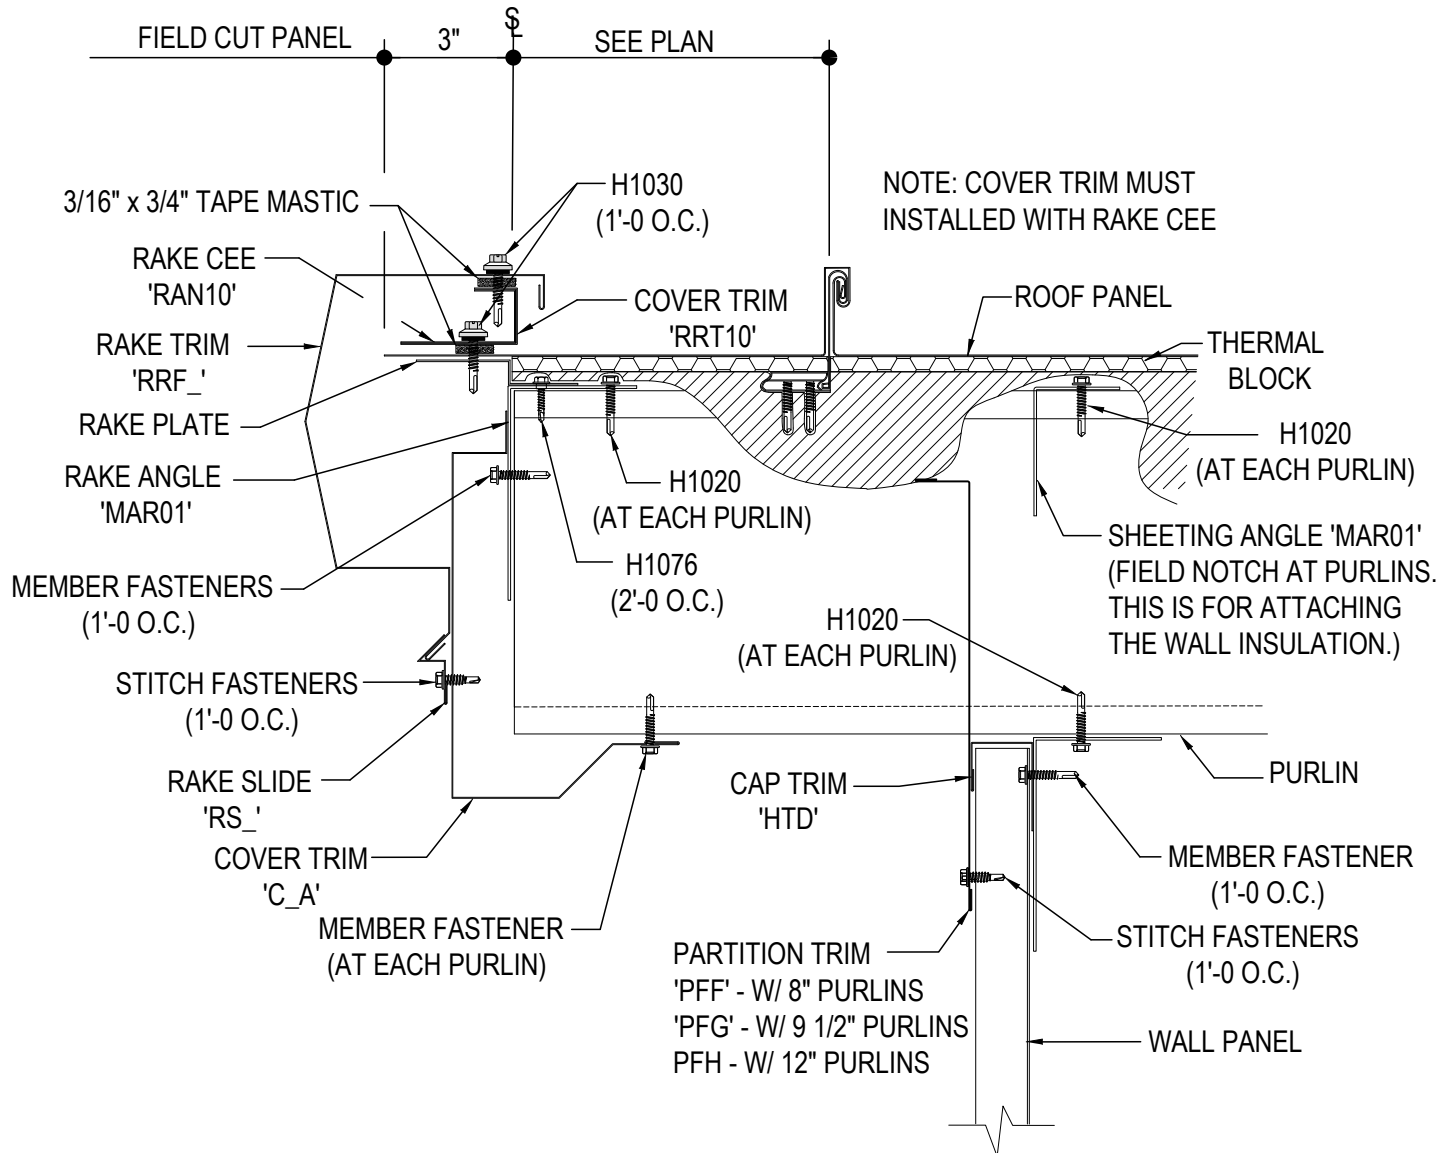 FIELD CUT PANEL
3"
SL
SEE PLAN
3/16" x 3/4" TAPE MASTIC
H1030
(1'-0 O.C.)
NOTE: COVER TRIM MUST
INSTALLED WITH RAKE CEE
RAKE CEE
'RAN10'
COVER TRIM
'RRT10'
ROOF PANEL
RAKE TRIM
'RRF_'
THERMAL
BLOCK
RAKE PLATE
RAKE ANGLE
'MAR01'
H1020
(AT EACH PURLIN)
H1020
(AT EACH PURLIN)
SHEETING ANGLE 'MAR01'
(FIELD NOTCH AT PURLINS.
THIS IS FOR ATTACHING
THE WALL INSULATION.)
MEMBER FASTENERS
(1'-0 O.C.)
H1076
(2'-0 O.C.)
H1020
(AT EACH PURLIN)
STITCH FASTENERS
(1'-0 O.C.)
RAKE SLIDE
'RS_'
CAP TRIM
'HTD'
PURLIN
COVER TRIM
'C_A'
MEMBER FASTENER
(1'-0 O.C.)
MEMBER FASTENER
(AT EACH PURLIN)
PARTITION TRIM
'PFF' - W/ 8" PURLINS
'PFG' - W/ 9 1/2" PURLINS
PFH - W/ 12" PURLINS
STITCH FASTENERS
(1'-0 O.C.)
WALL PANEL